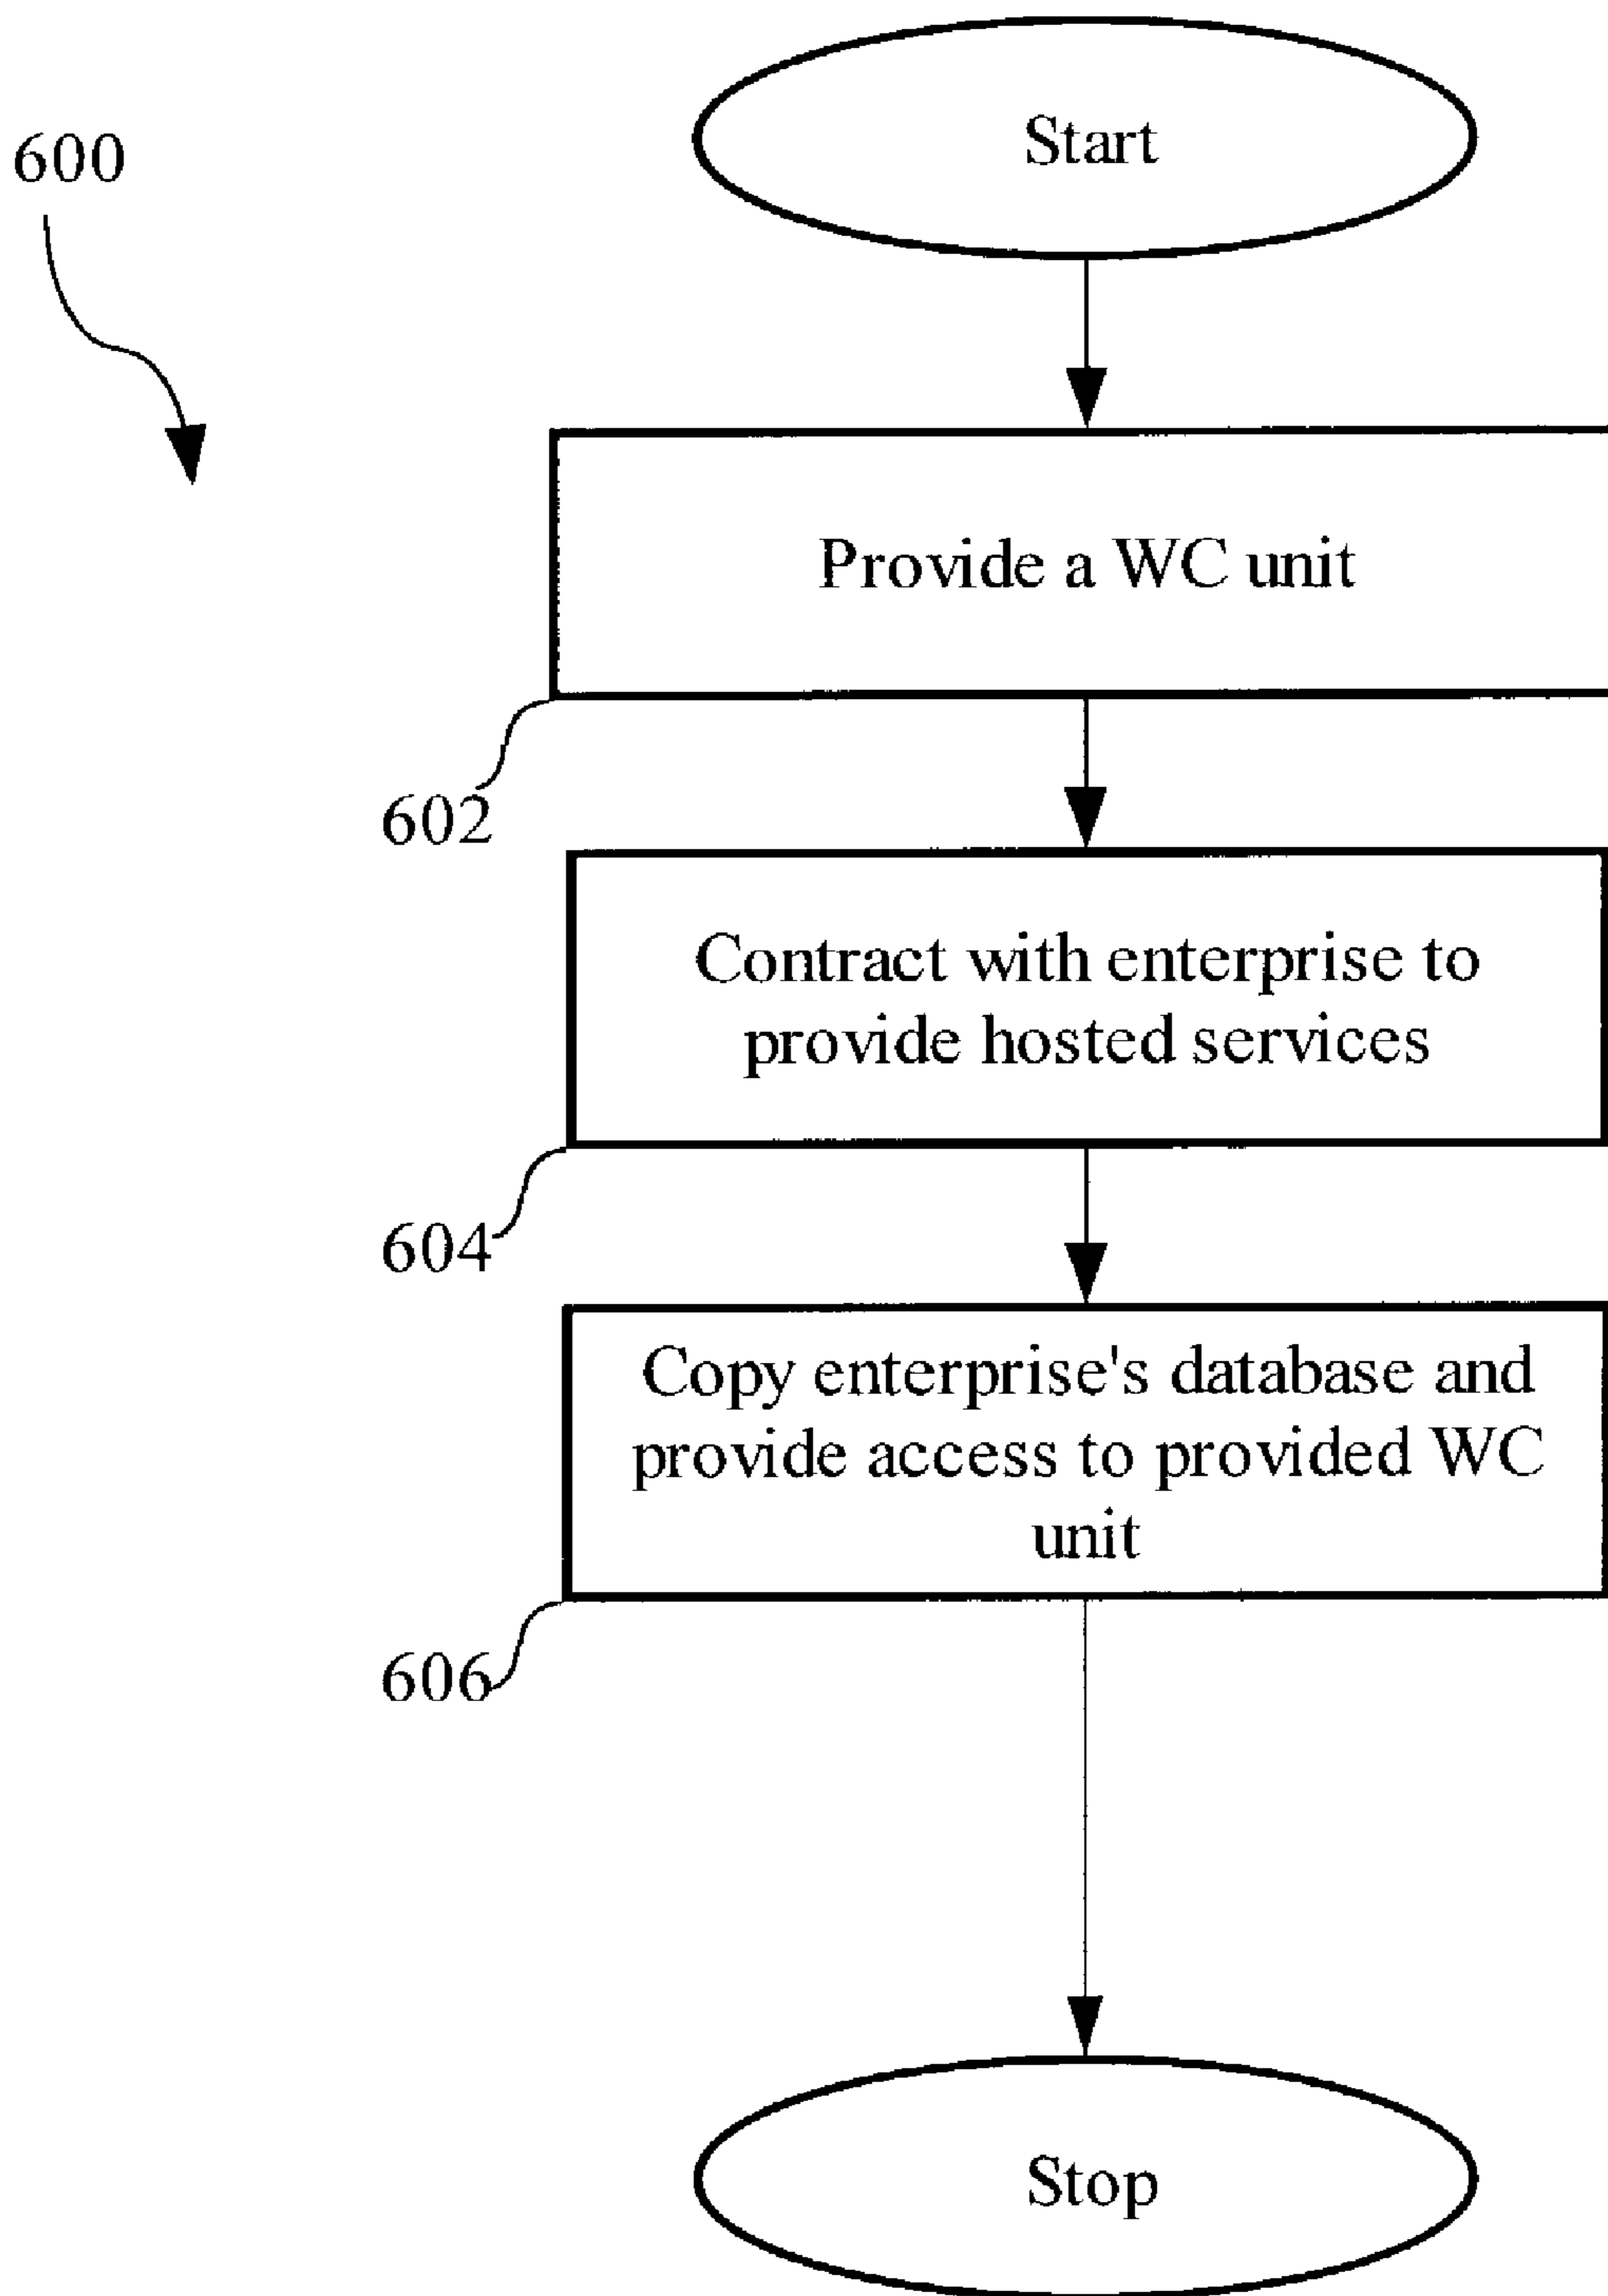 600
Start
Provide a WC unit
602
Contract with enterprise to
provide hosted services
604
Copy enterprise's database and
provide access to provided WC
unit
606
Stop